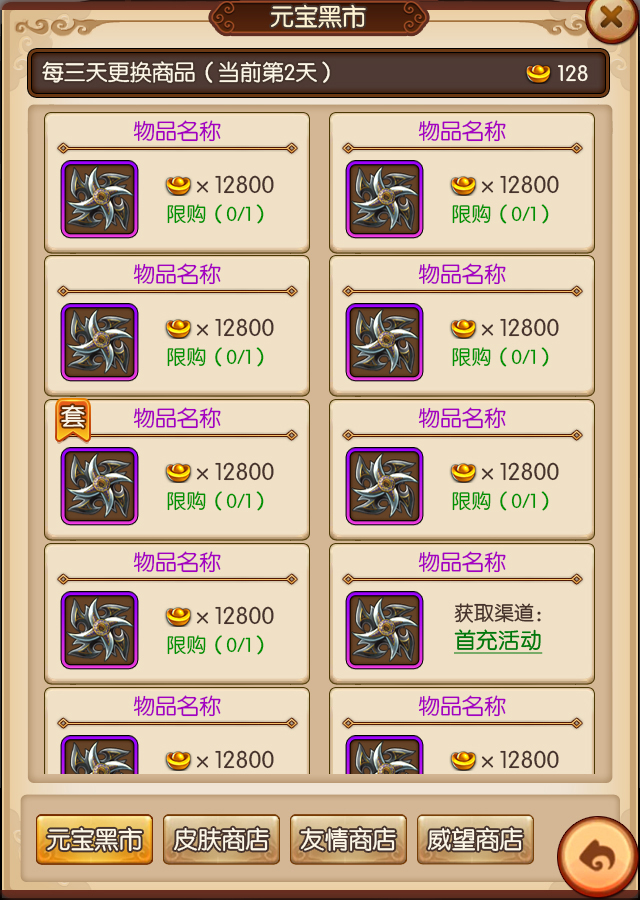 元宝黑市
每三天更换商品（当前第2天） 128
物品名称 物品名称
×12800 ×12800
限购（0/1） 限购（0/1）
物品名称 物品名称
×12800 ×12800
限购（0/1） 限购（0/1）
套 物品名称 物品名称
×12800 ×12800
限购（0/1） 限购（0/1）
物品名称 物品名称
×12800 获取渠道：
限购（0/1） 首充活动
物品名称 物品名称
×12800 ×12800
元宝黑市 皮肤商店 友情商店 威望商店